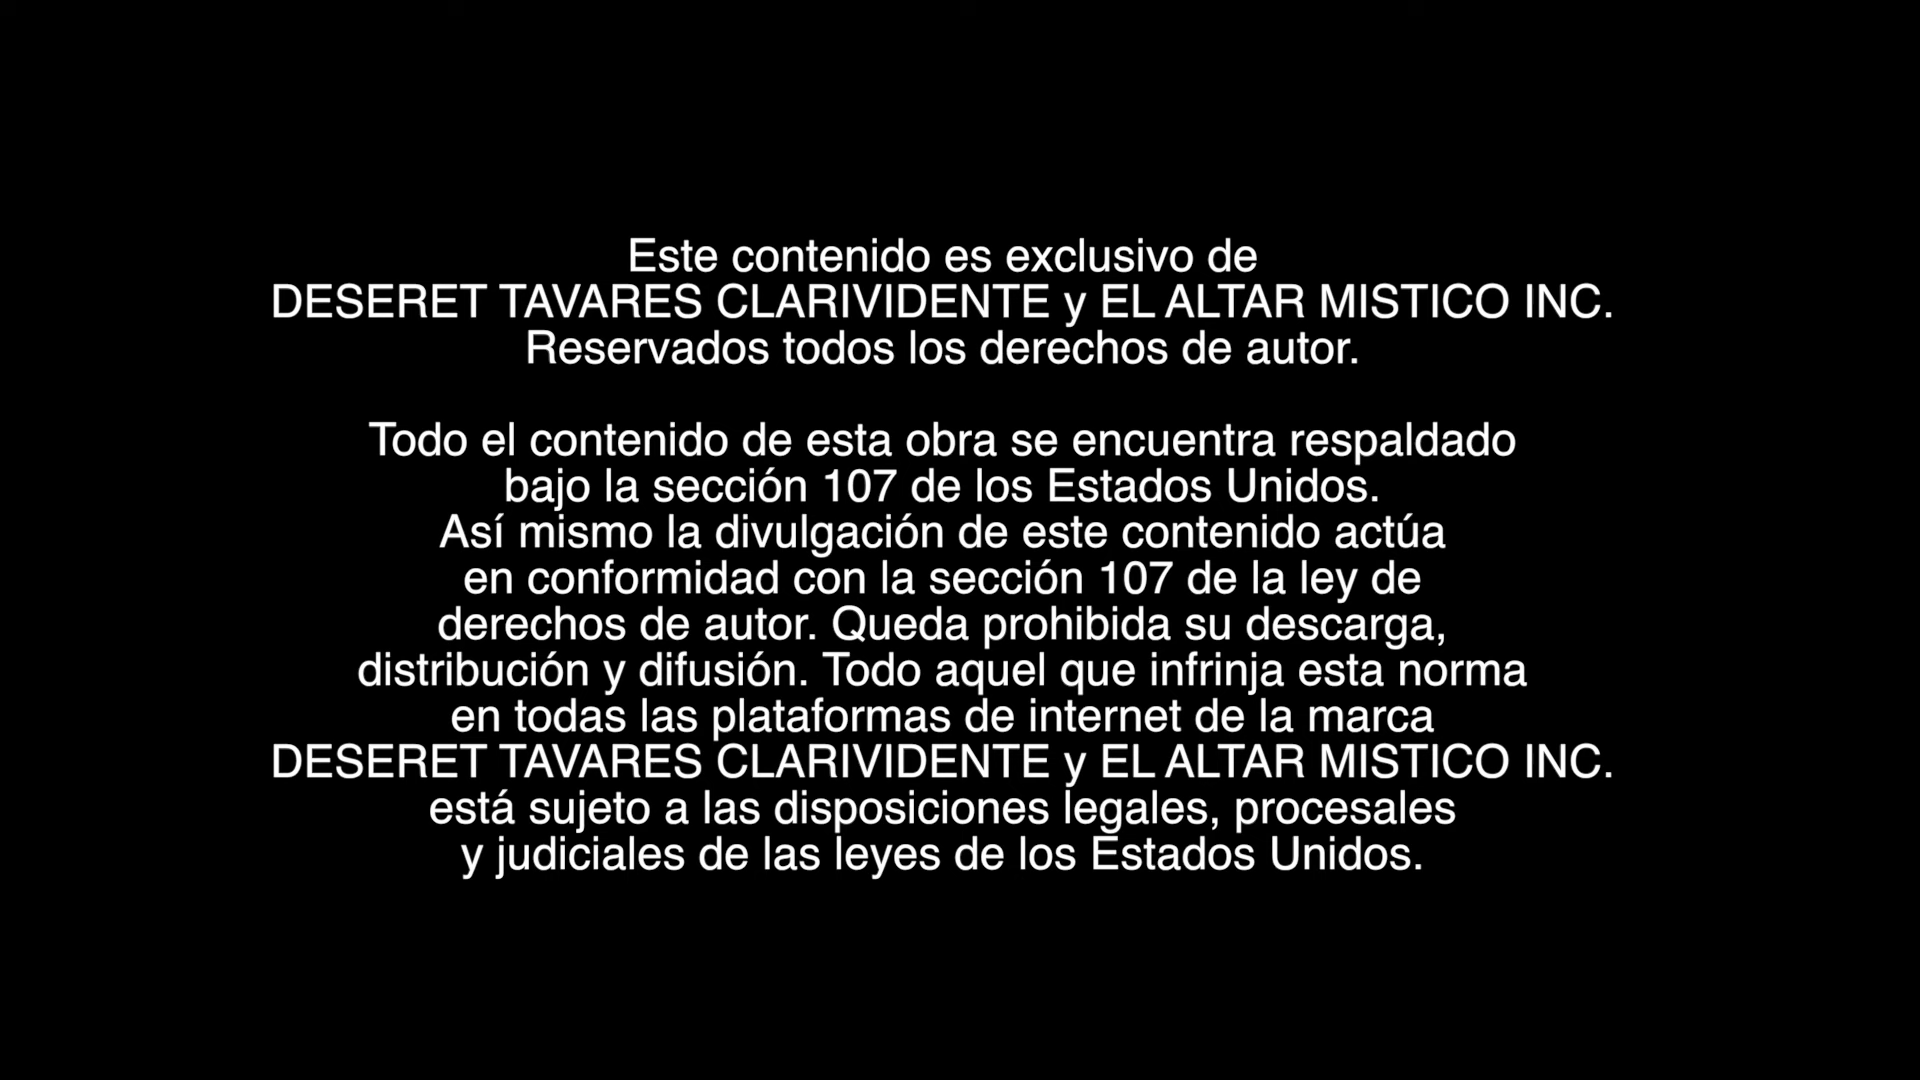 Este contenido es exclusivo de
DESERET TAVARES CLARIVIDENTE y EL ALTAR MISTICO INC.
Reservados todos los derechos de autor.
Todo el contenido de esta obra se encuentra respaldado
bajo la sección 107 de los Estados Unidos.
Así mismo la divulgación de este contenido actúa
en conformidad con la sección 107 de la ley de
derechos de autor. Queda prohibida su descarga,
distribución y difusión. Todo aquel que infrinja esta norma
en todas las plataformas de internet de la marca
DESERET TAVARES CLARIVIDENTE y EL ALTAR MISTICO INC.
está sujeto a las disposiciones legales, procesales
y judiciales de las leyes de los Estados Unidos.